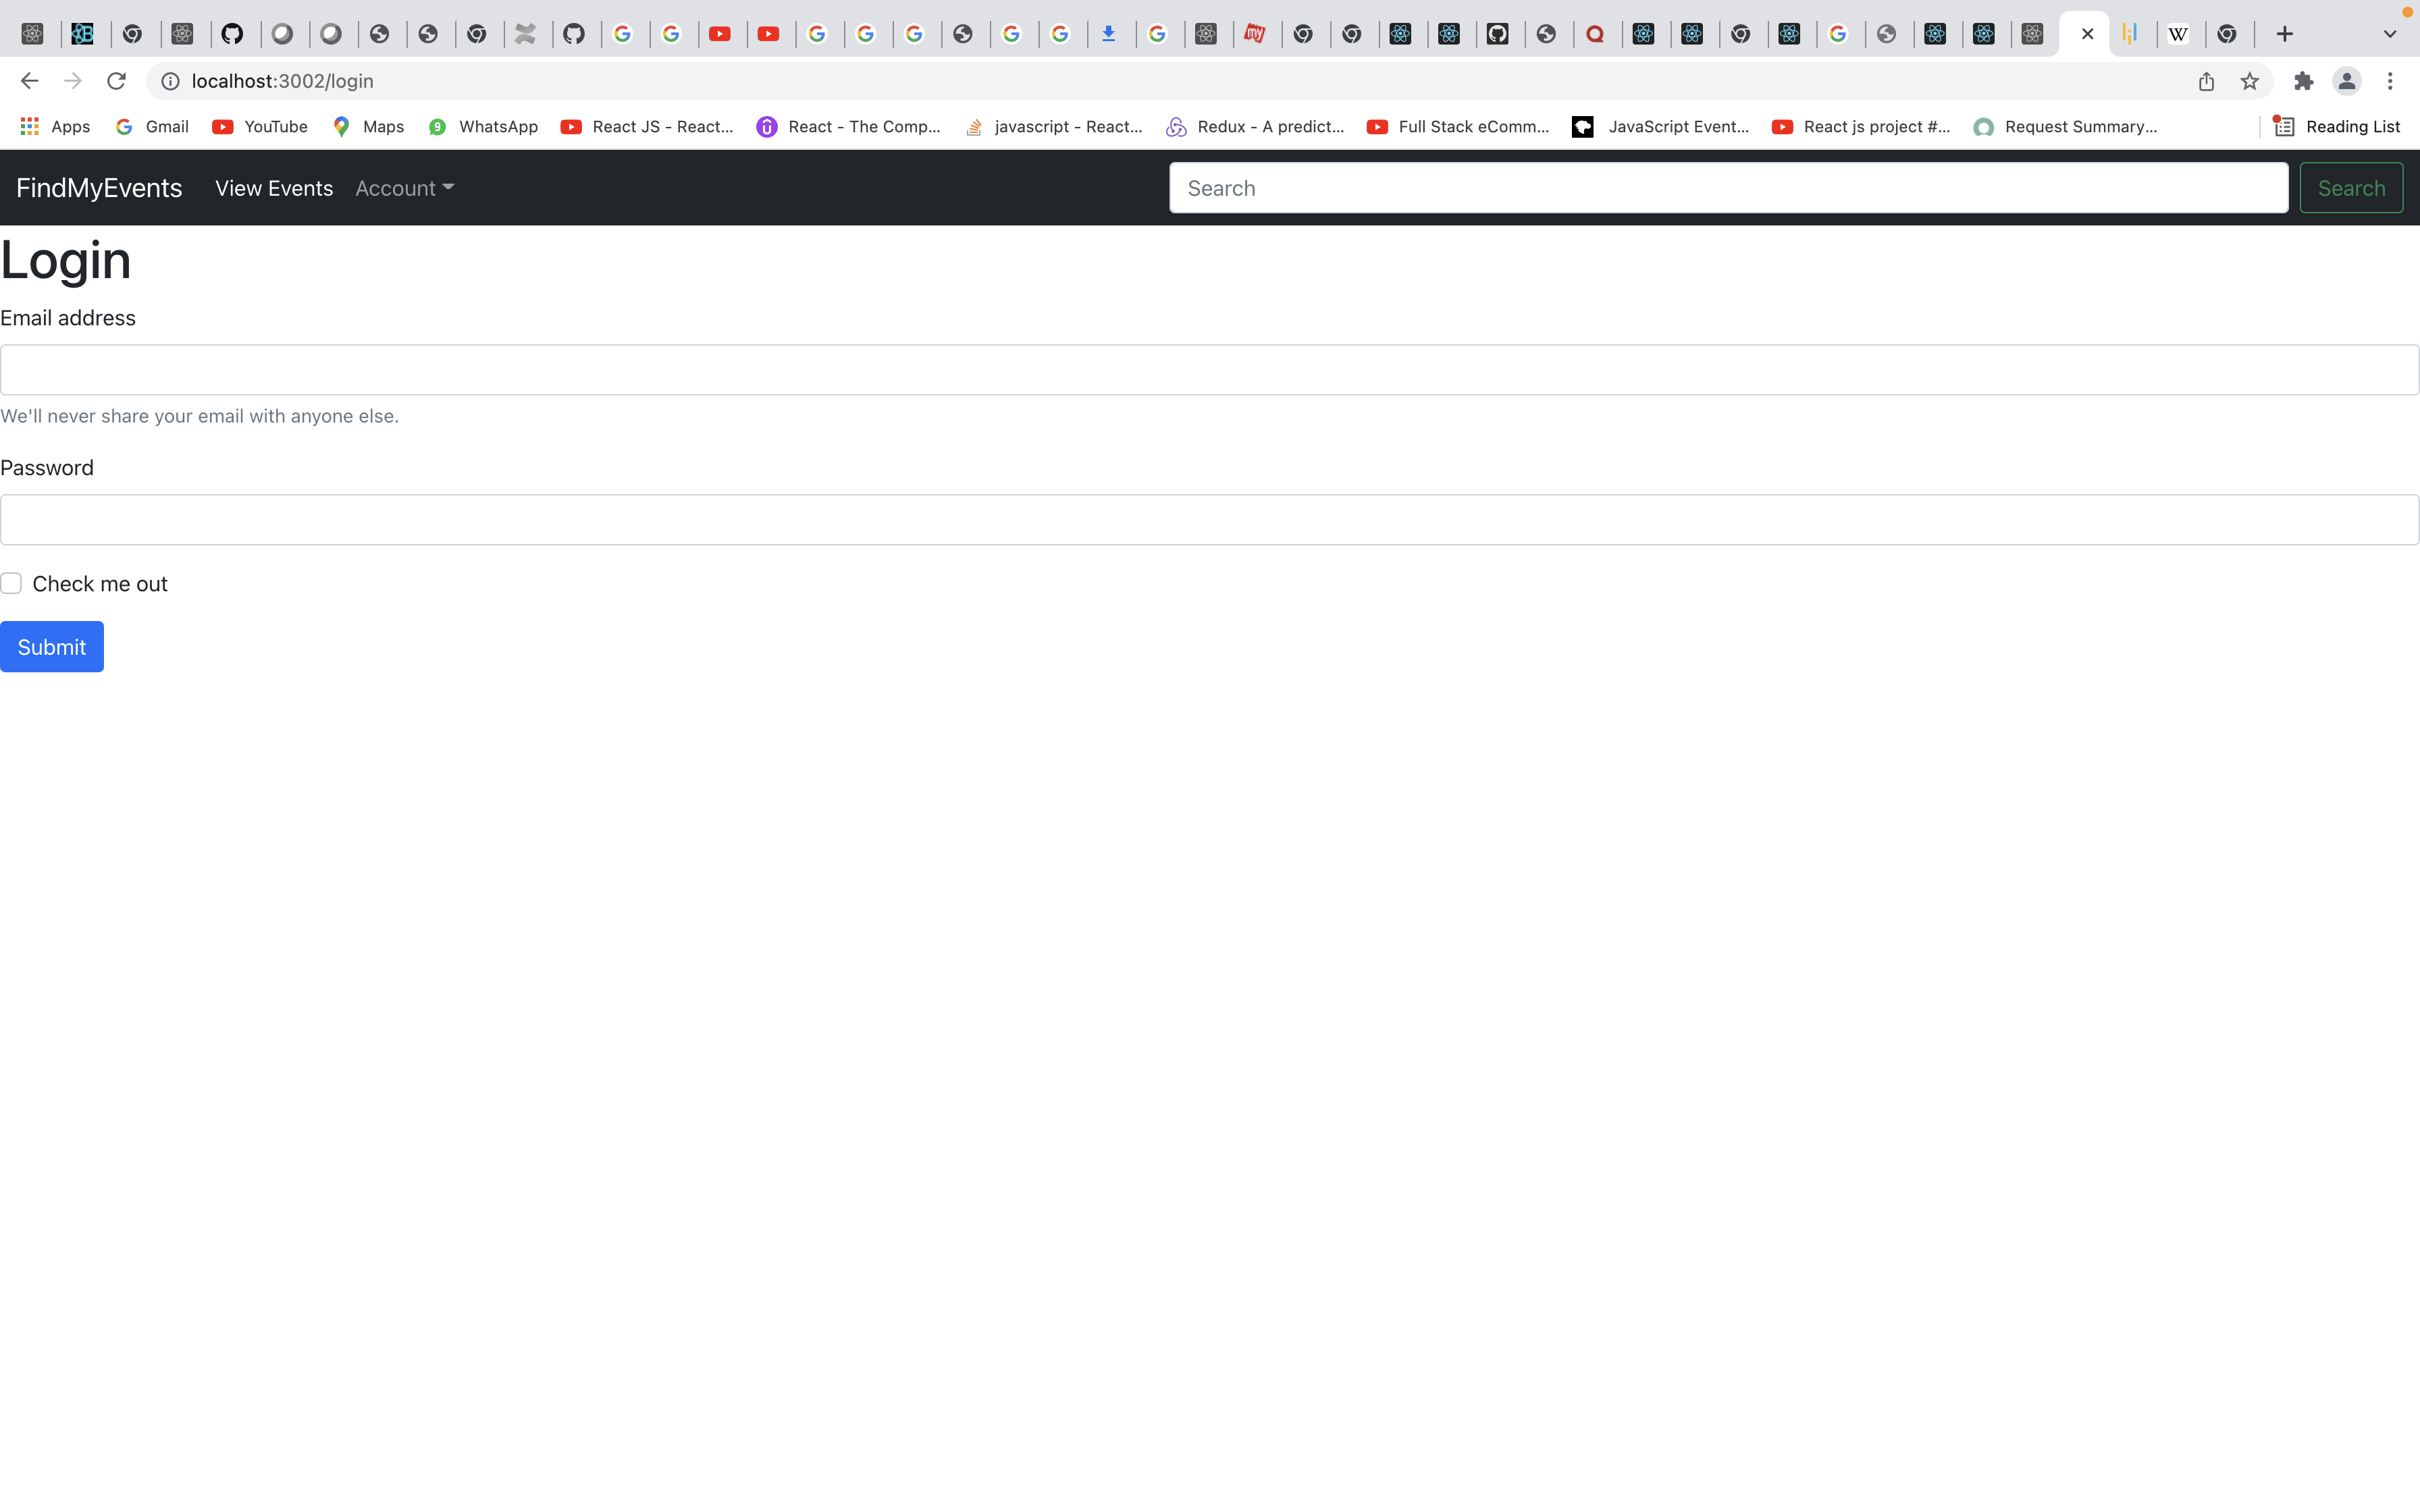 localhost:3002/login
Apps Gmail YouTube Maps 9 WhatsApp React JS - React... React - The Comp... javascript - React... Redux - A predict... Full Stack eComm... JavaScript Event... React js project #... Request Summary... Reading List
FindMyEvents View Events Account Search Search
Login
Email address
We'll never share your email with anyone else.
Password
Check me out
Submit